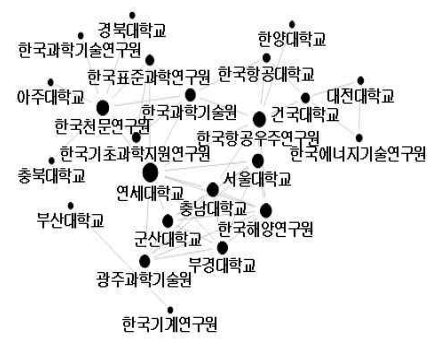 경북대학교
한양대학교
한국과학기술연구원
한국표준과학연구원
한국항공대학교
아주대학교
대전대학교
한국과학기술원
건국대학교
한국천문연구원
한국항공우주연구원
한국기초과학지원연구원
한국에너지기술연구원
충북대학교
서울대학교
연세대학교
충남대학교
부산대학교
한국해양연구원
군산대학교
부경대학교
광주과학기술원
한국기계연구원